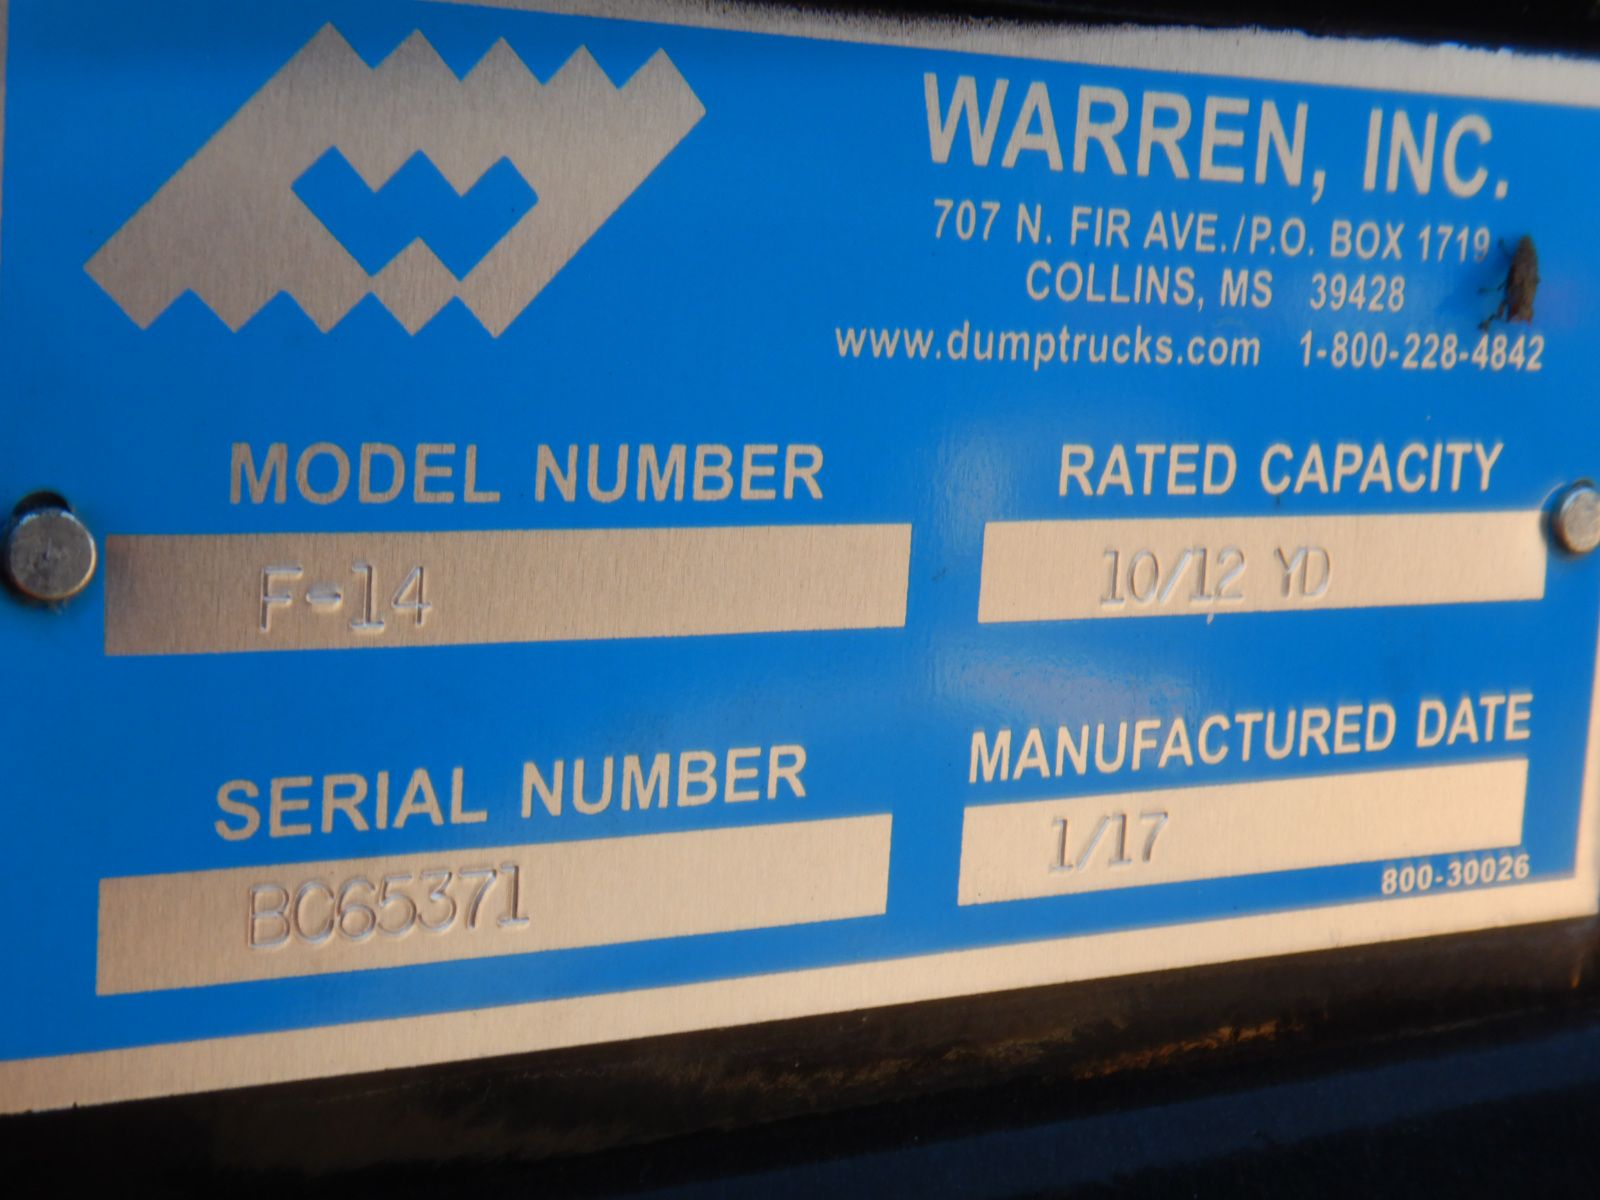 WARREN, INC.
707 N. FIR AVE./P.O. BOX 1719
COLLINS, MS 39428
www.dumptrucks.com 1-800-228-4842
MODEL NUMBER
F-14
RATED CAPACITY
10/12 YD
SERIAL NUMBER
BC65371
MANUFACTURED DATE
1/17
800-30026